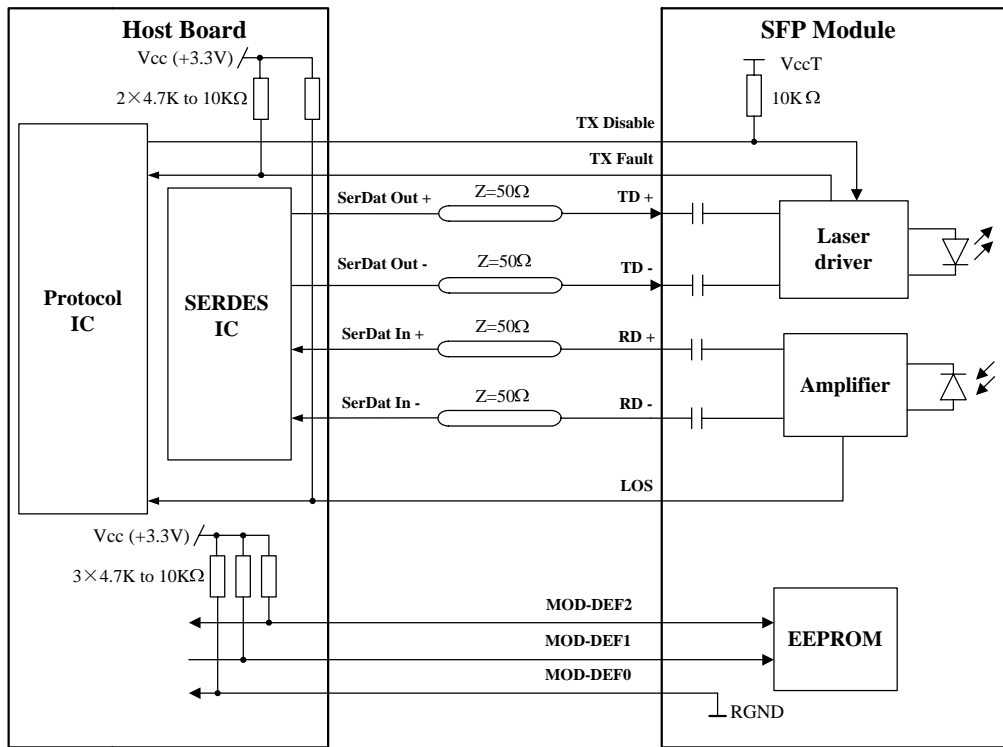 Host Board
SFP Module
Vcc (+3.3V)
VccT
2×4.7K to 10KΩ
10KΩ
TX Disable
TX Fault
SerDat Out +
Z=50Ω
TD +
Laser
driver
SerDat Out -
Z=50Ω
TD -
Protocol
IC
SERDES
IC
SerDat In +
Z=50Ω
RD +
Amplifier
SerDat In -
Z=50Ω
RD -
LOS
Vcc (+3.3V)
3×4.7K to 10KΩ
MOD-DEF2
EEPROM
MOD-DEF1
MOD-DEF0
RGND